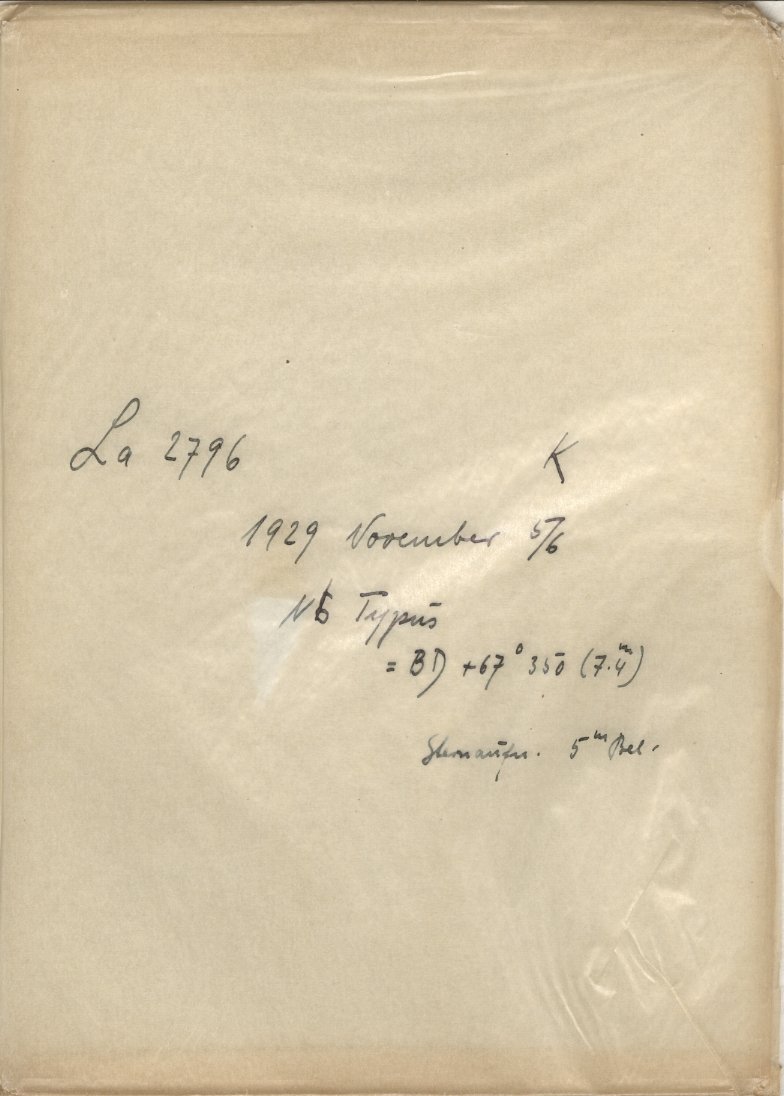 La 2796 K
1929 November 5/6
Nb Typus
= BD +67° 350 (7.4ᵐ)
Sternaufn. 5ᵐ Bel.